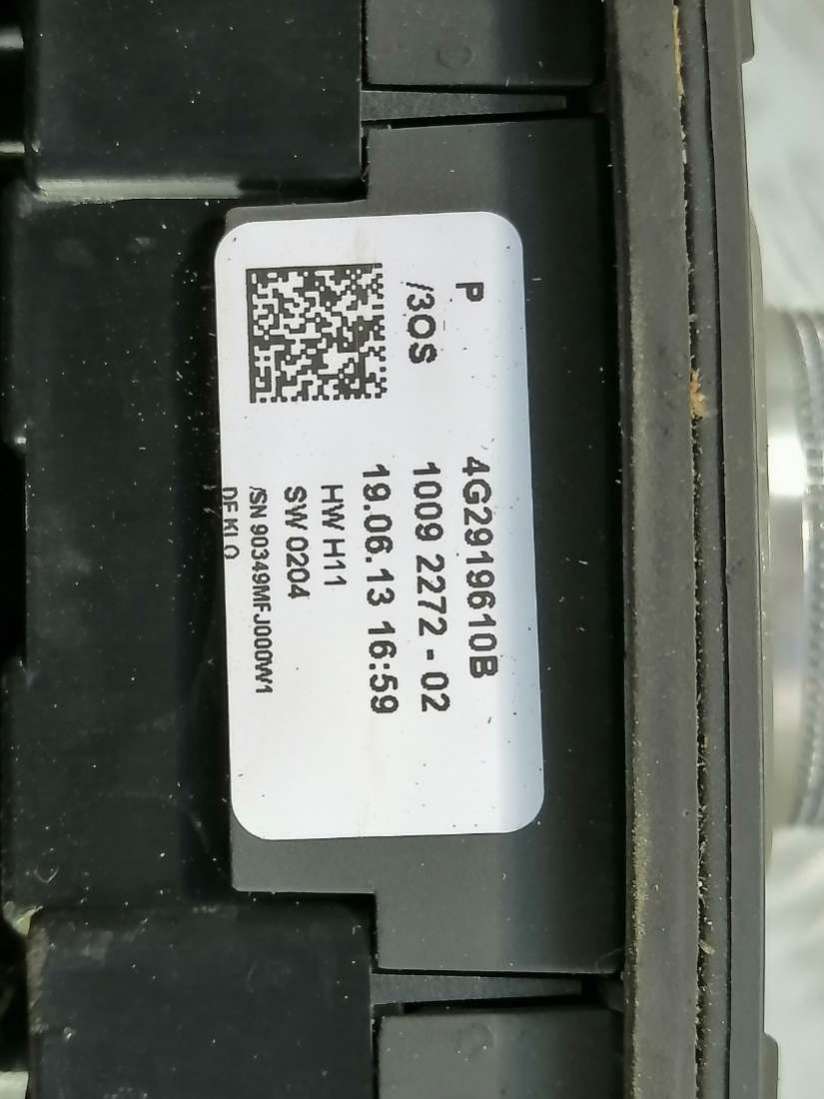 P
4G2919610B
/3OS
1009 2272 - 02
19.06.13 16:59
HW H11
SW 0204
/SN 90349MFJ000W1